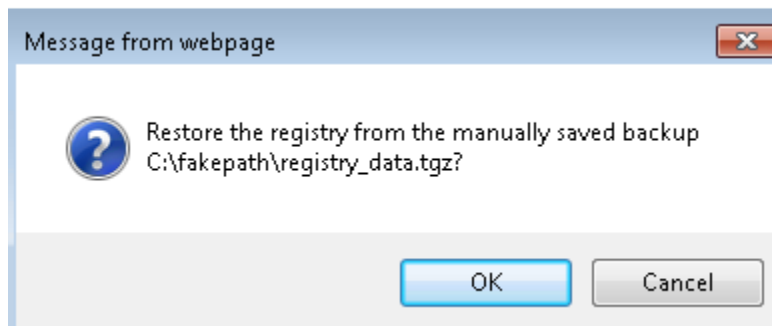 Message from webpage
Restore the registry from the manually saved backup
C:\fakepath\registry_data.tgz?
OK
Cancel